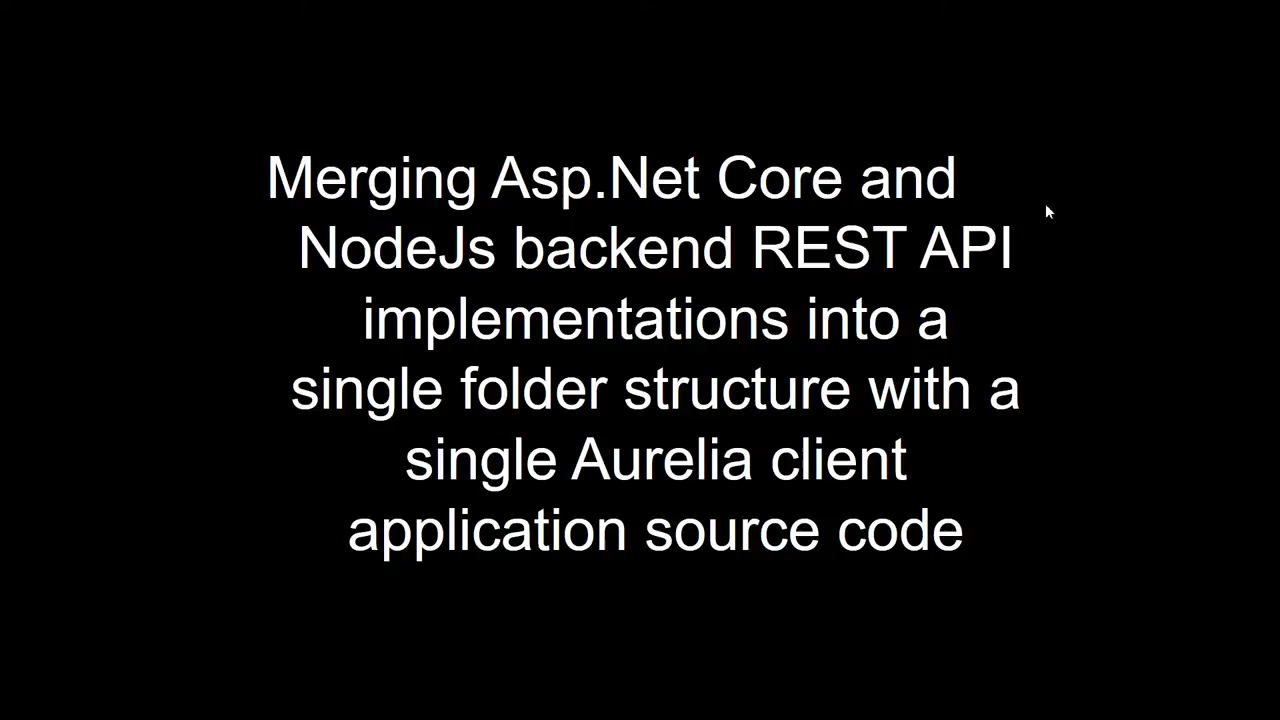 Merging Asp.Net Core and
NodeJs backend REST API
implementations into a
single folder structure with a
single Aurelia client
application source code